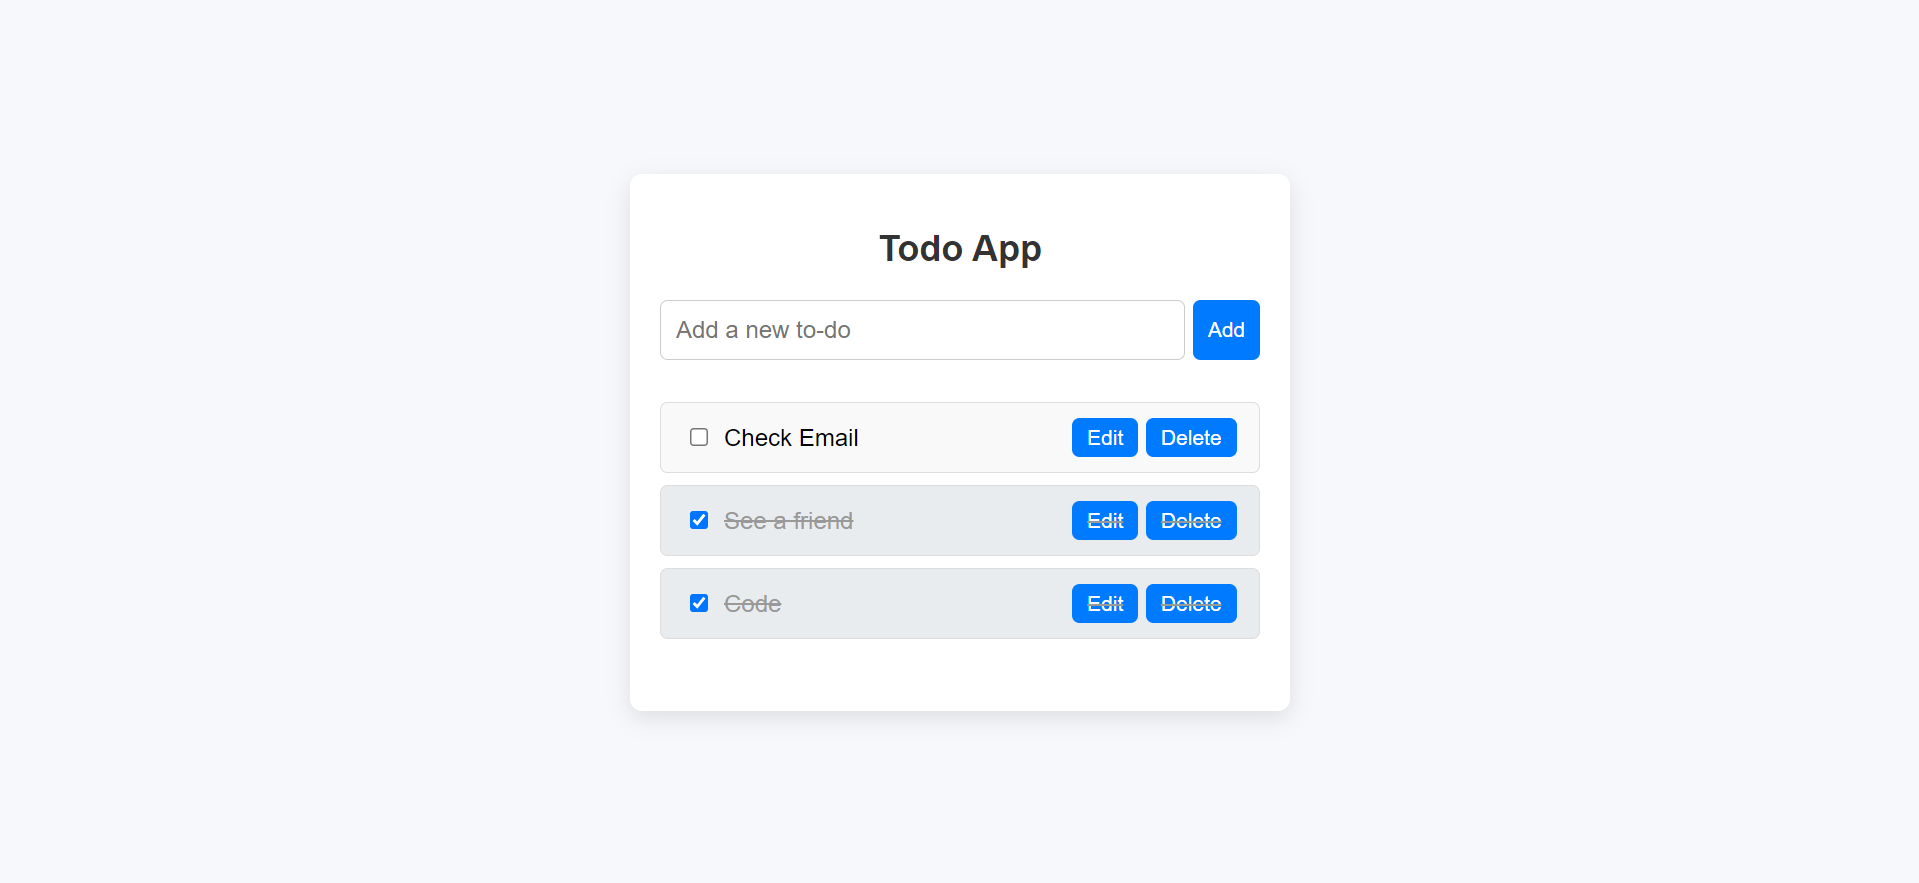 Todo App
Add a new to-do Add
Check Email Edit Delete
See a friend Edit Delete
Code Edit Delete